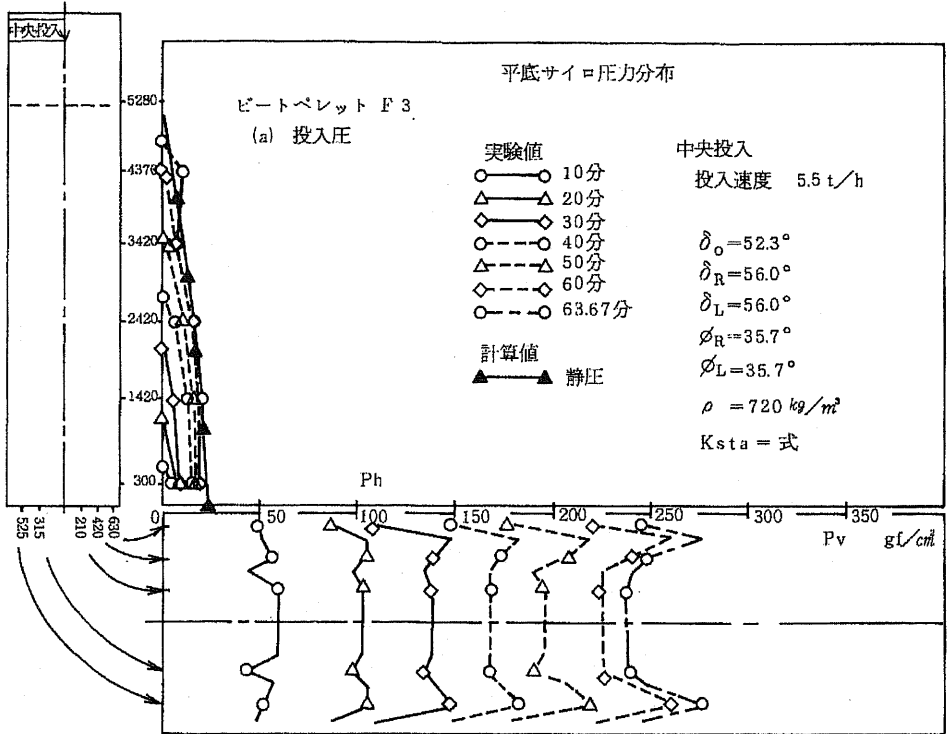 中央投入
平底サイロ圧力分布
ビートペレット F 3
(a) 投入圧
実験値
10分
20分
30分
40分
50分
60分
63.67分
計算値
静圧
中央投入
投入速度 5.5 t/h
δo=52.3°
δR=56.0°
δL=56.0°
ØR=35.7°
ØL=35.7°
ρ =720 kg/m³
Ksta = 式
5280
4370
3420
2420
1420
300
Ph
0 50 100 150 200 250 300 350
Pv gf/cm²
525 315 210 420 630